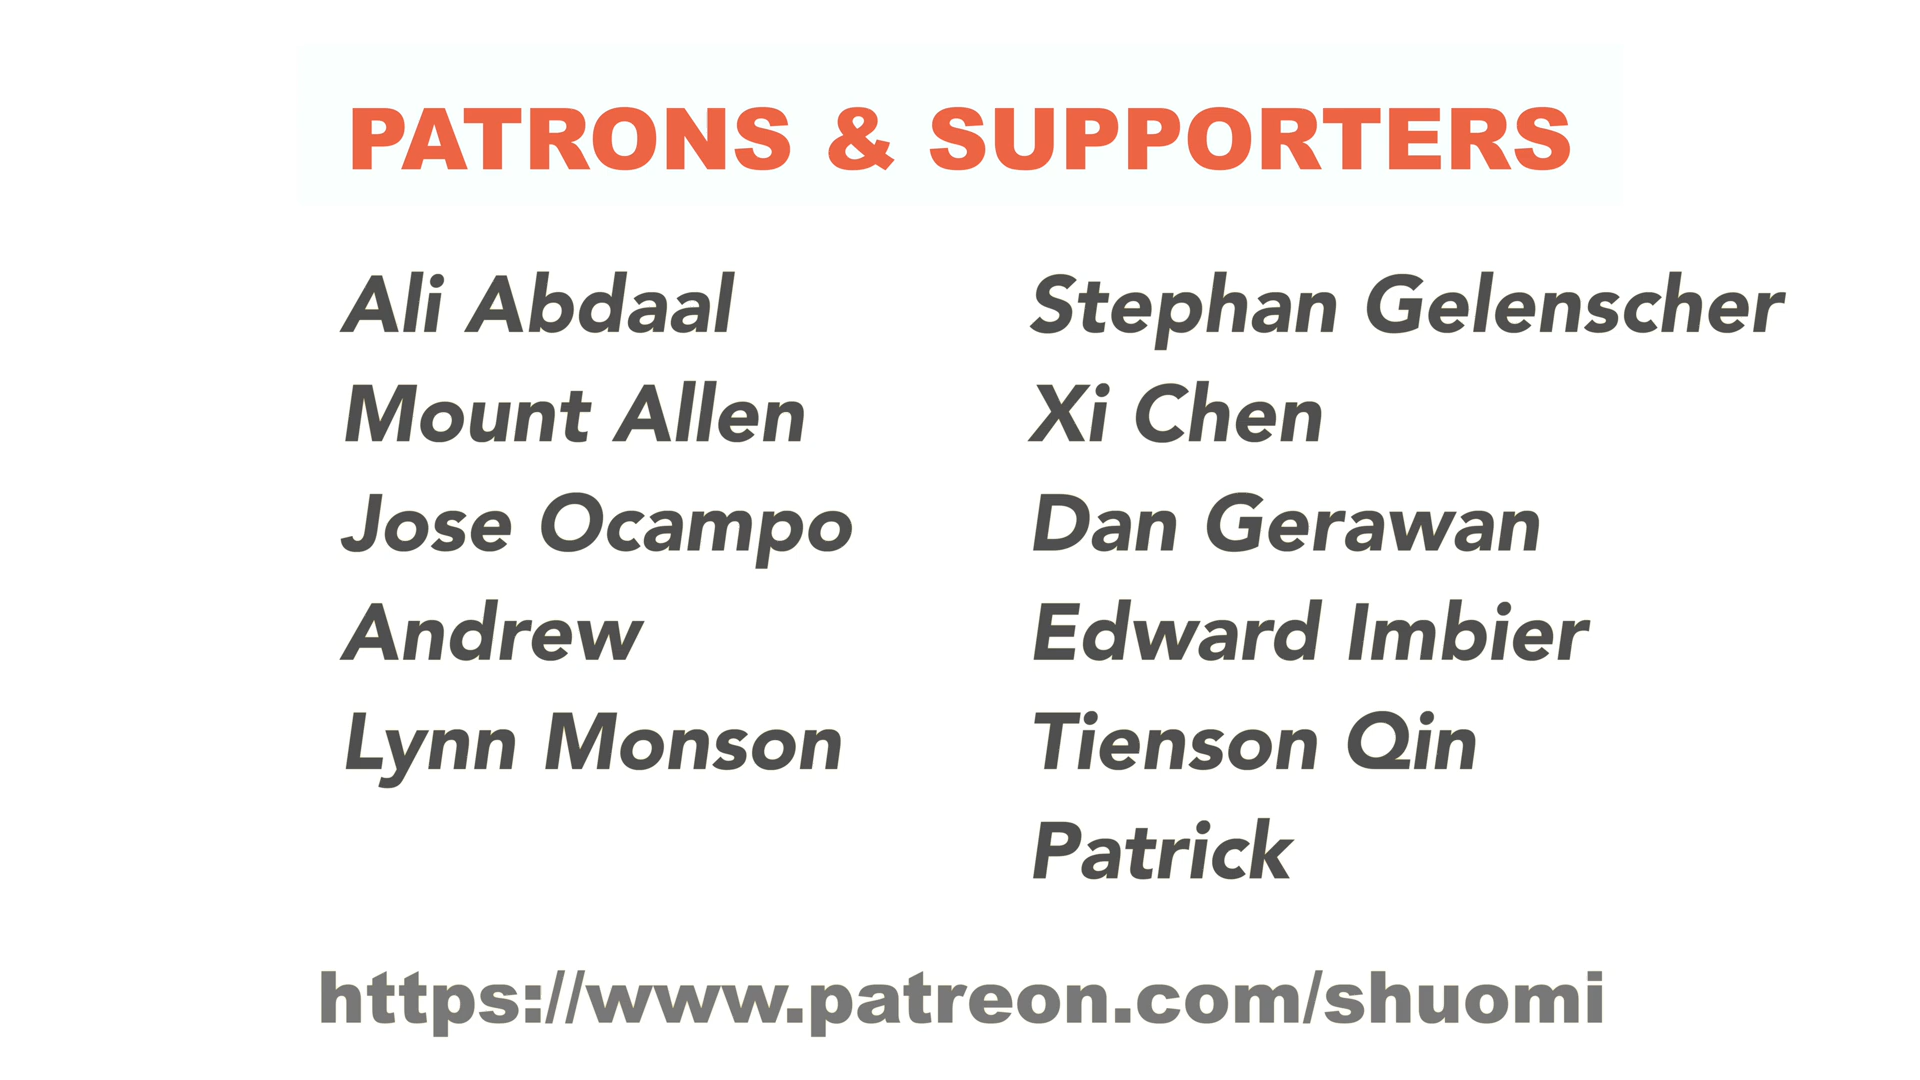 PATRONS & SUPPORTERS
Ali Abdaal
Mount Allen
Jose Ocampo
Andrew
Lynn Monson
Stephan Gelenscher
Xi Chen
Dan Gerawan
Edward Imbier
Tienson Qin
Patrick
https://www.patreon.com/shuomi